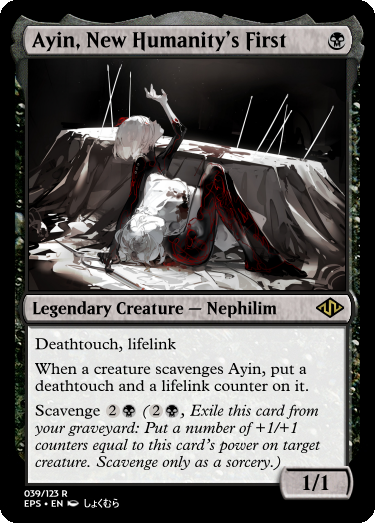 Ayin, New Humanity's First
Legendary Creature — Nephilim
Deathtouch, lifelink
When a creature scavenges Ayin, put a
deathtouch and a lifelink counter on it.
Scavenge 2 (2, Exile this card from
your graveyard: Put a number of +1/+1
counters equal to this card's power on target
creature. Scavenge only as a sorcery.)
1/1
039/123 R
EPS • EN しょくむら